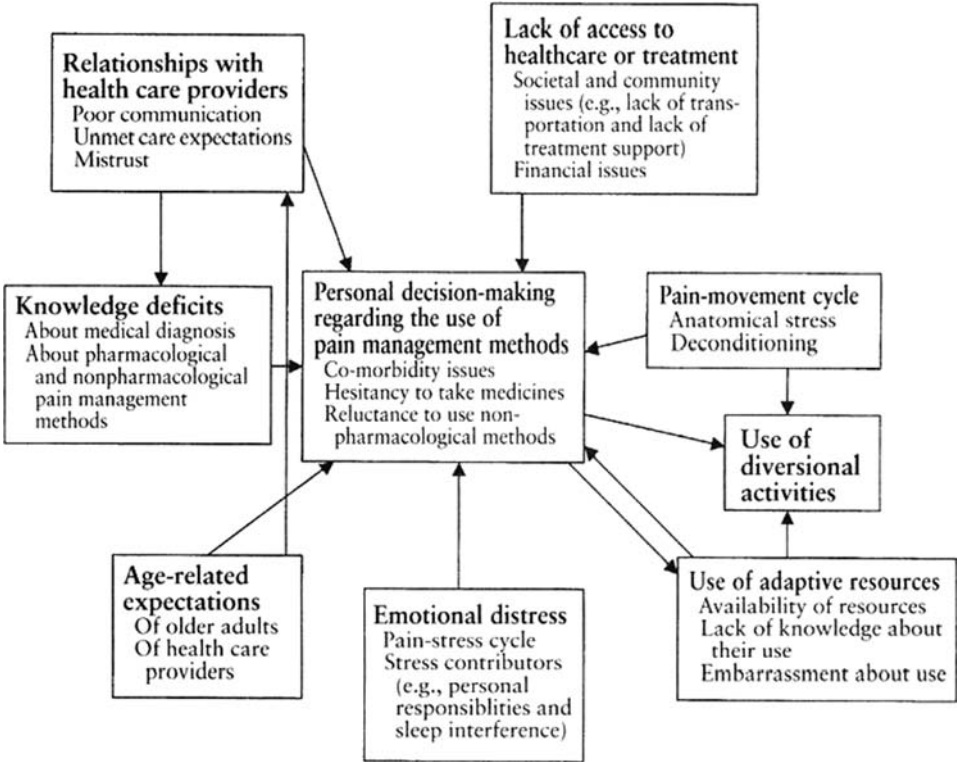 Relationships with
health care providers
Poor communication
Unmet care expectations
Mistrust
Lack of access to
healthcare or treatment
Societal and community
issues (e.g., lack of trans-
portation and lack of
treatment support)
Financial issues
Knowledge deficits
About medical diagnosis
About pharmacological
and nonpharmacological
pain management
methods
Personal decision-making
regarding the use of
pain management methods
Co-morbidity issues
Hesitancy to take medicines
Reluctance to use non-
pharmacological methods
Pain-movement cycle
Anatomical stress
Deconditioning
Use of
diversional
activities
Age-related
expectations
Of older adults
Of health care
providers
Emotional distress
Pain-stress cycle
Stress contributors
(e.g., personal
responsiblities and
sleep interference)
Use of adaptive resources
Availability of resources
Lack of knowledge about
their use
Embarrassment about use